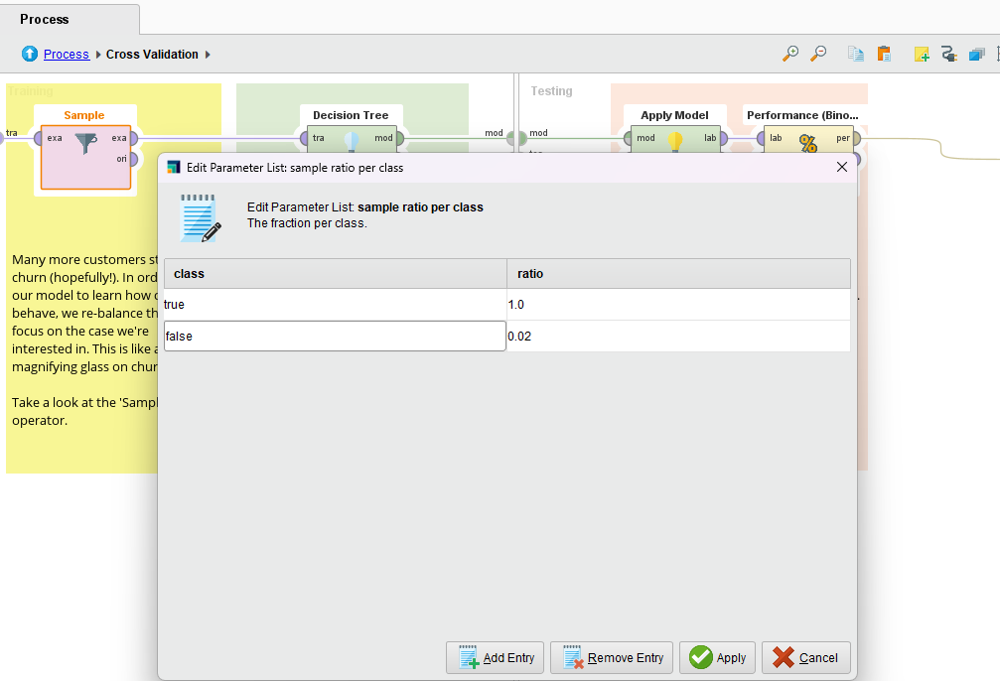 Process
Process
Cross Validation
Training
Testing
Sample
tra
exa
exa
ori
Decision Tree
tra
mod
mod
mod
Apply Model
mod
lab
Performance (Bino...
lab
per
Many more customers st
churn (hopefully!). In ord
our model to learn how c
behave, we re-balance th
focus on the case we're
interested in. This is like a
magnifying glass on chur
Take a look at the 'Sampl
operator.
Edit Parameter List: sample ratio per class
Edit Parameter List: sample ratio per class
The fraction per class.
class ratio
true 1.0
false 0.02
Add Entry
Remove Entry
Apply
Cancel